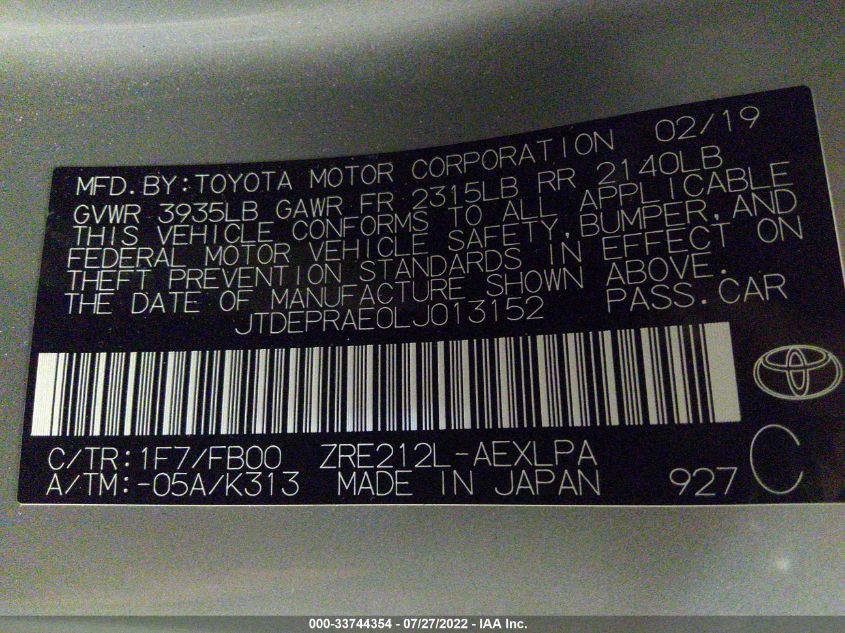 02/19
MFD.BY:TOYOTA MOTOR CORPORATION
GVWR 3935LB GAWR FR 2315LB RR 2140LB
THIS VEHICLE CONFORMS TO ALL APPLICABLE
FEDERAL MOTOR VEHICLE SAFETY,BUMPER,AND
THEFT PREVENTION STANDARDS IN EFFECT ON
THE DATE OF MANUFACTURE SHOWN ABOVE.
JTDEPRAE0LJ013152 PASS.CAR
C/TR:1F7/FB00 ZRE212L-AEXLPA
A/TM:-05A/K313 MADE IN JAPAN 927 C
000-33744354 - 07/27/2022 - IAA Inc.